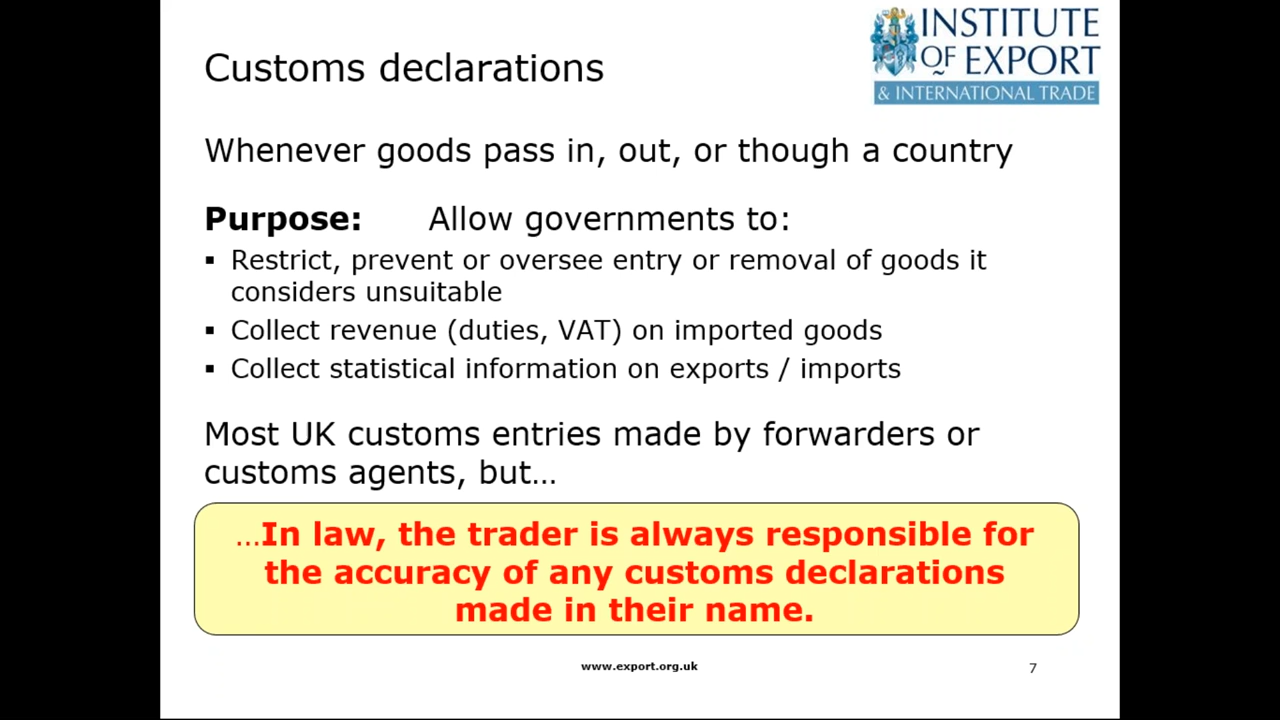 Customs declarations
INSTITUTE
OF EXPORT
& INTERNATIONAL TRADE
Whenever goods pass in, out, or though a country
Purpose: Allow governments to:
▪ Restrict, prevent or oversee entry or removal of goods it
considers unsuitable
▪ Collect revenue (duties, VAT) on imported goods
▪ Collect statistical information on exports / imports
Most UK customs entries made by forwarders or
customs agents, but…
…In law, the trader is always responsible for
the accuracy of any customs declarations
made in their name.
www.export.org.uk
7